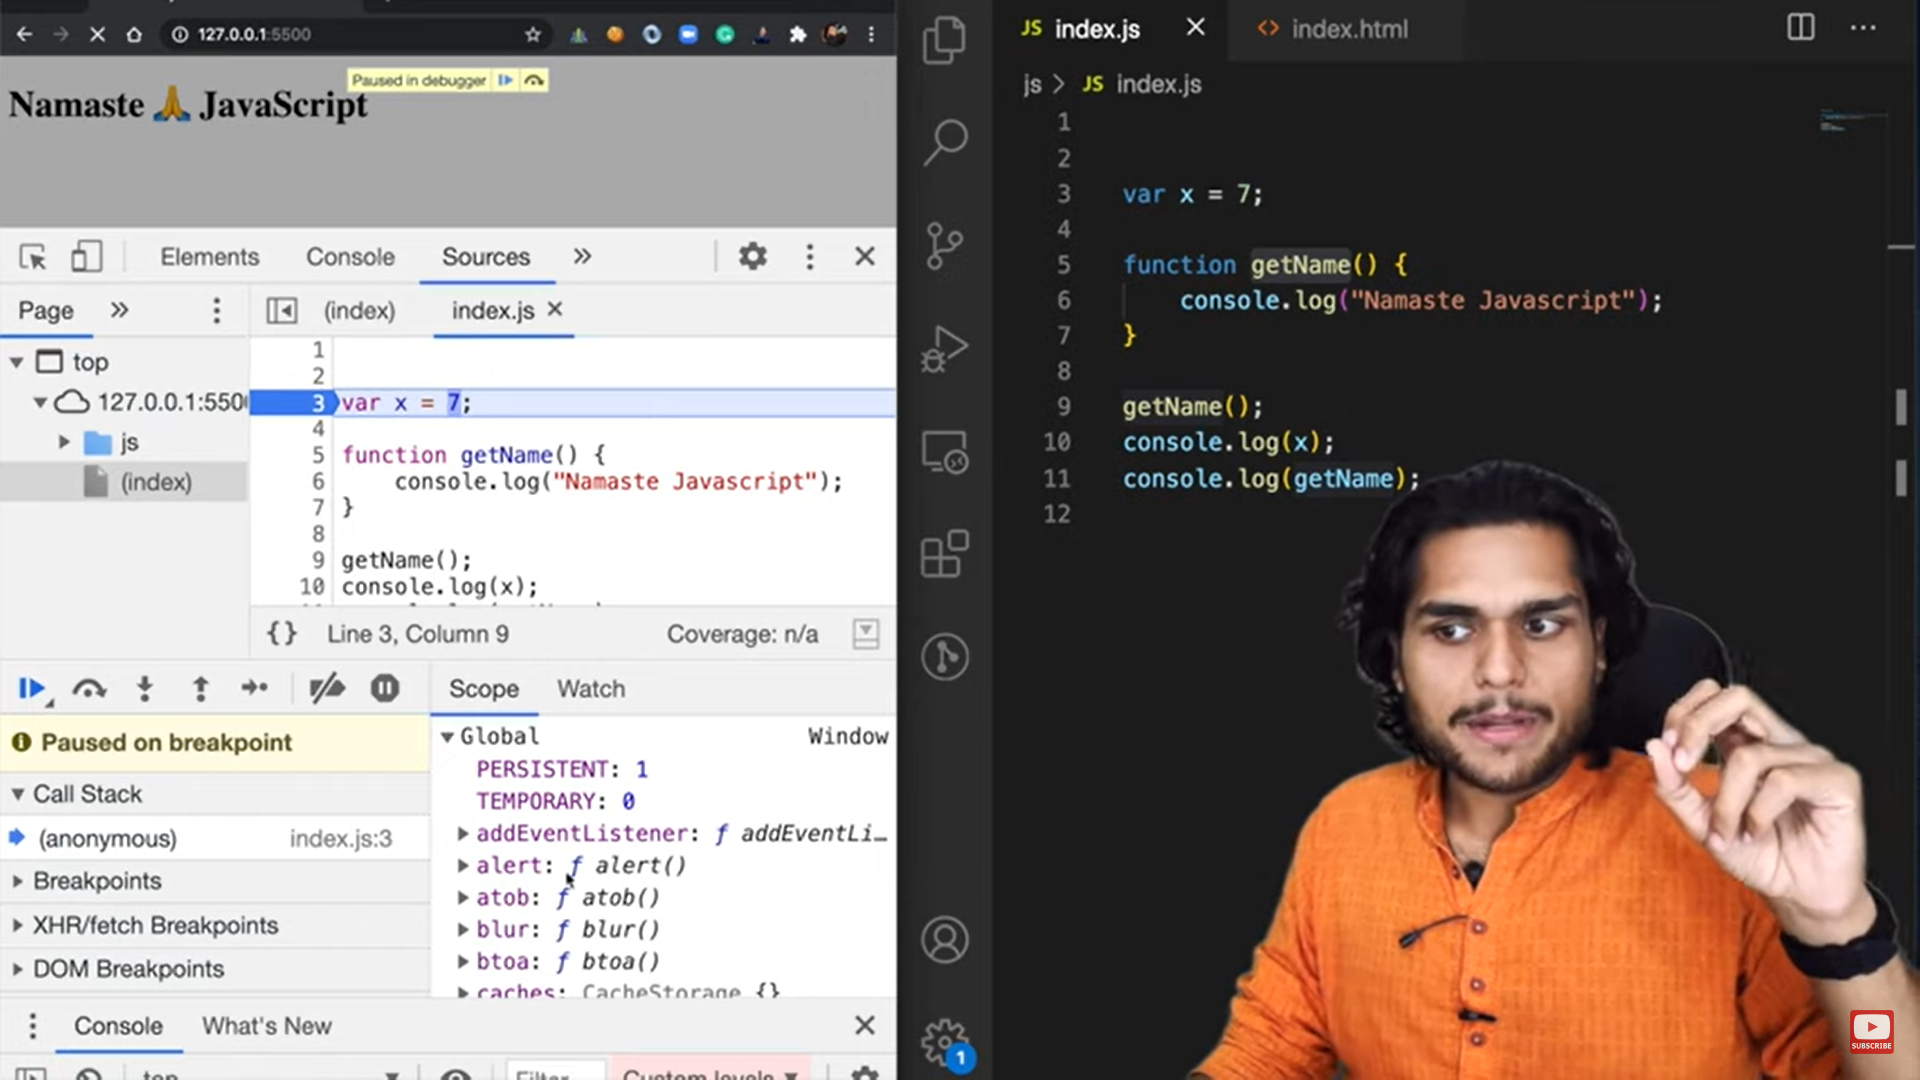 127.0.0.1:5500
Paused in debugger
Namaste 🙏 JavaScript
Elements Console Sources »
Page » (index) index.js
top
127.0.0.1:550
js
(index)
1
2
3 var x = 7;
4
5 function getName() {
6 console.log("Namaste Javascript");
7 }
8
9 getName();
10 console.log(x);
{} Line 3, Column 9 Coverage: n/a
Scope Watch
Paused on breakpoint
Call Stack
(anonymous) index.js:3
Breakpoints
XHR/fetch Breakpoints
DOM Breakpoints
Global Window
PERSISTENT: 1
TEMPORARY: 0
addEventListener: ƒ addEventLi…
alert: ƒ alert()
atob: ƒ atob()
blur: ƒ blur()
btoa: ƒ btoa()
caches: CacheStorage {}
Console What's New
top Filter Custom levels
JS index.js <> index.html
js > JS index.js
1
2
3 var x = 7;
4
5 function getName() {
6 console.log("Namaste Javascript");
7 }
8
9 getName();
10 console.log(x);
11 console.log(getName);
12
1
SUBSCRIBE